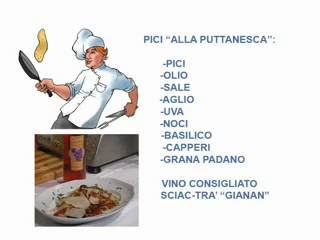 PICI “ALLA PUTTANESCA”:
-PICI
-OLIO
-SALE
-AGLIO
-UVA
-NOCI
-BASILICO
-CAPPERI
-GRANA PADANO
VINO CONSIGLIATO
SCIAC-TRA’ “GIANAN”